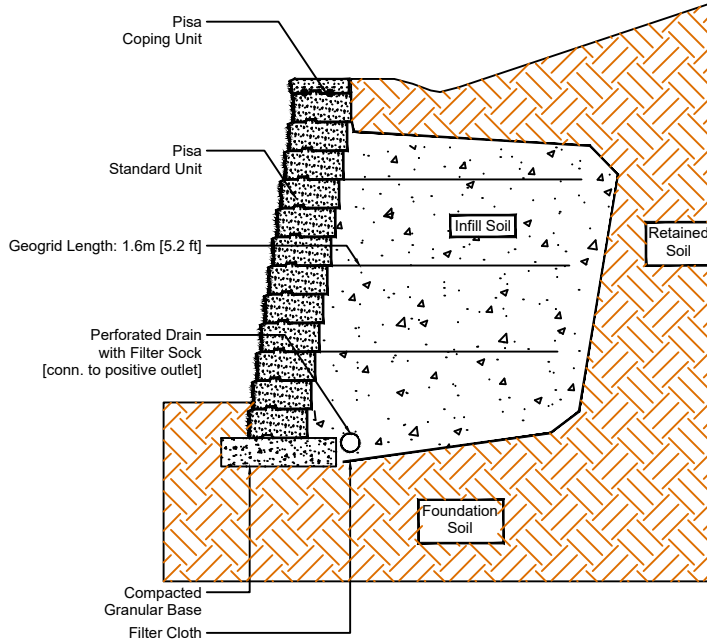 Pisa
Coping Unit
Pisa
Standard Unit
Geogrid Length: 1.6m [5.2 ft]
Infill Soil
Retained
Soil
Perforated Drain
with Filter Sock
[conn. to positive outlet]
Foundation
Soil
Compacted
Granular Base
Filter Cloth